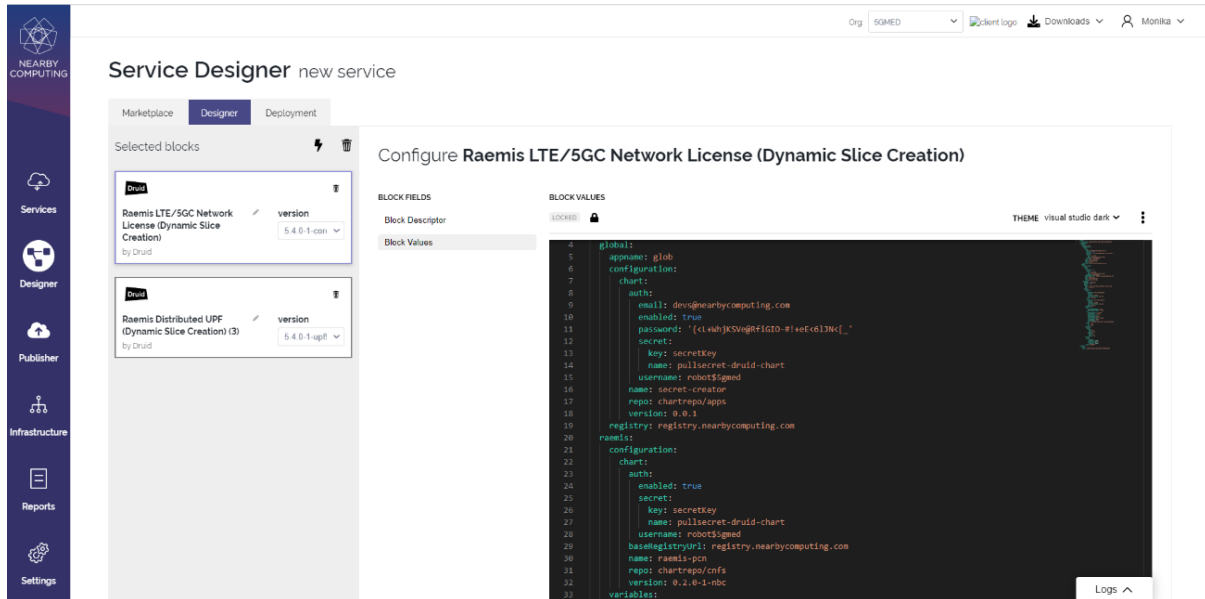 Org: 5GMED client logo Downloads Monika
NEARBY
COMPUTING
Service Designer new service
Marketplace Designer Deployment
Selected blocks
Druid
Raemis LTE/5GC Network
License (Dynamic Slice
Creation)
by Druid
version
5.4.0-1-con
Druid
Raemis Distributed UPF
(Dynamic Slice Creation) (3)
by Druid
version
5.4.0-1-upf
Services
Designer
Publisher
Infrastructure
Reports
Settings
Configure Raemis LTE/5GC Network License (Dynamic Slice Creation)
BLOCK FIELDS
Block Descriptor
Block Values
BLOCK VALUES
LOCKED
THEME visual studio dark
4 global:
5 appname: glob
6 configuration:
7 chart:
8 auth:
9 email: devs@nearbycomputing.com
10 enabled: true
11 password:
12 secret:
13 key: secretKey
14 name: pullsecret-druid-chart
15 username: robot$5gmed
16 name: secret-creator
17 repo: chartrepo/apps
18 version: 0.0.1
19 registry: registry.nearbycomputing.com
20 raemis:
21 configuration:
22 chart:
23 auth:
24 enabled: true
25 secret:
26 key: secretKey
27 name: pullsecret-druid-chart
28 username: robot$5gmed
29 baseRegistryUrl: registry.nearbycomputing.com
30 name: raemis-pcn
31 repo: chartrepo/cnfs
32 version: 0.2.0-1-nbc
33 variables:
Logs